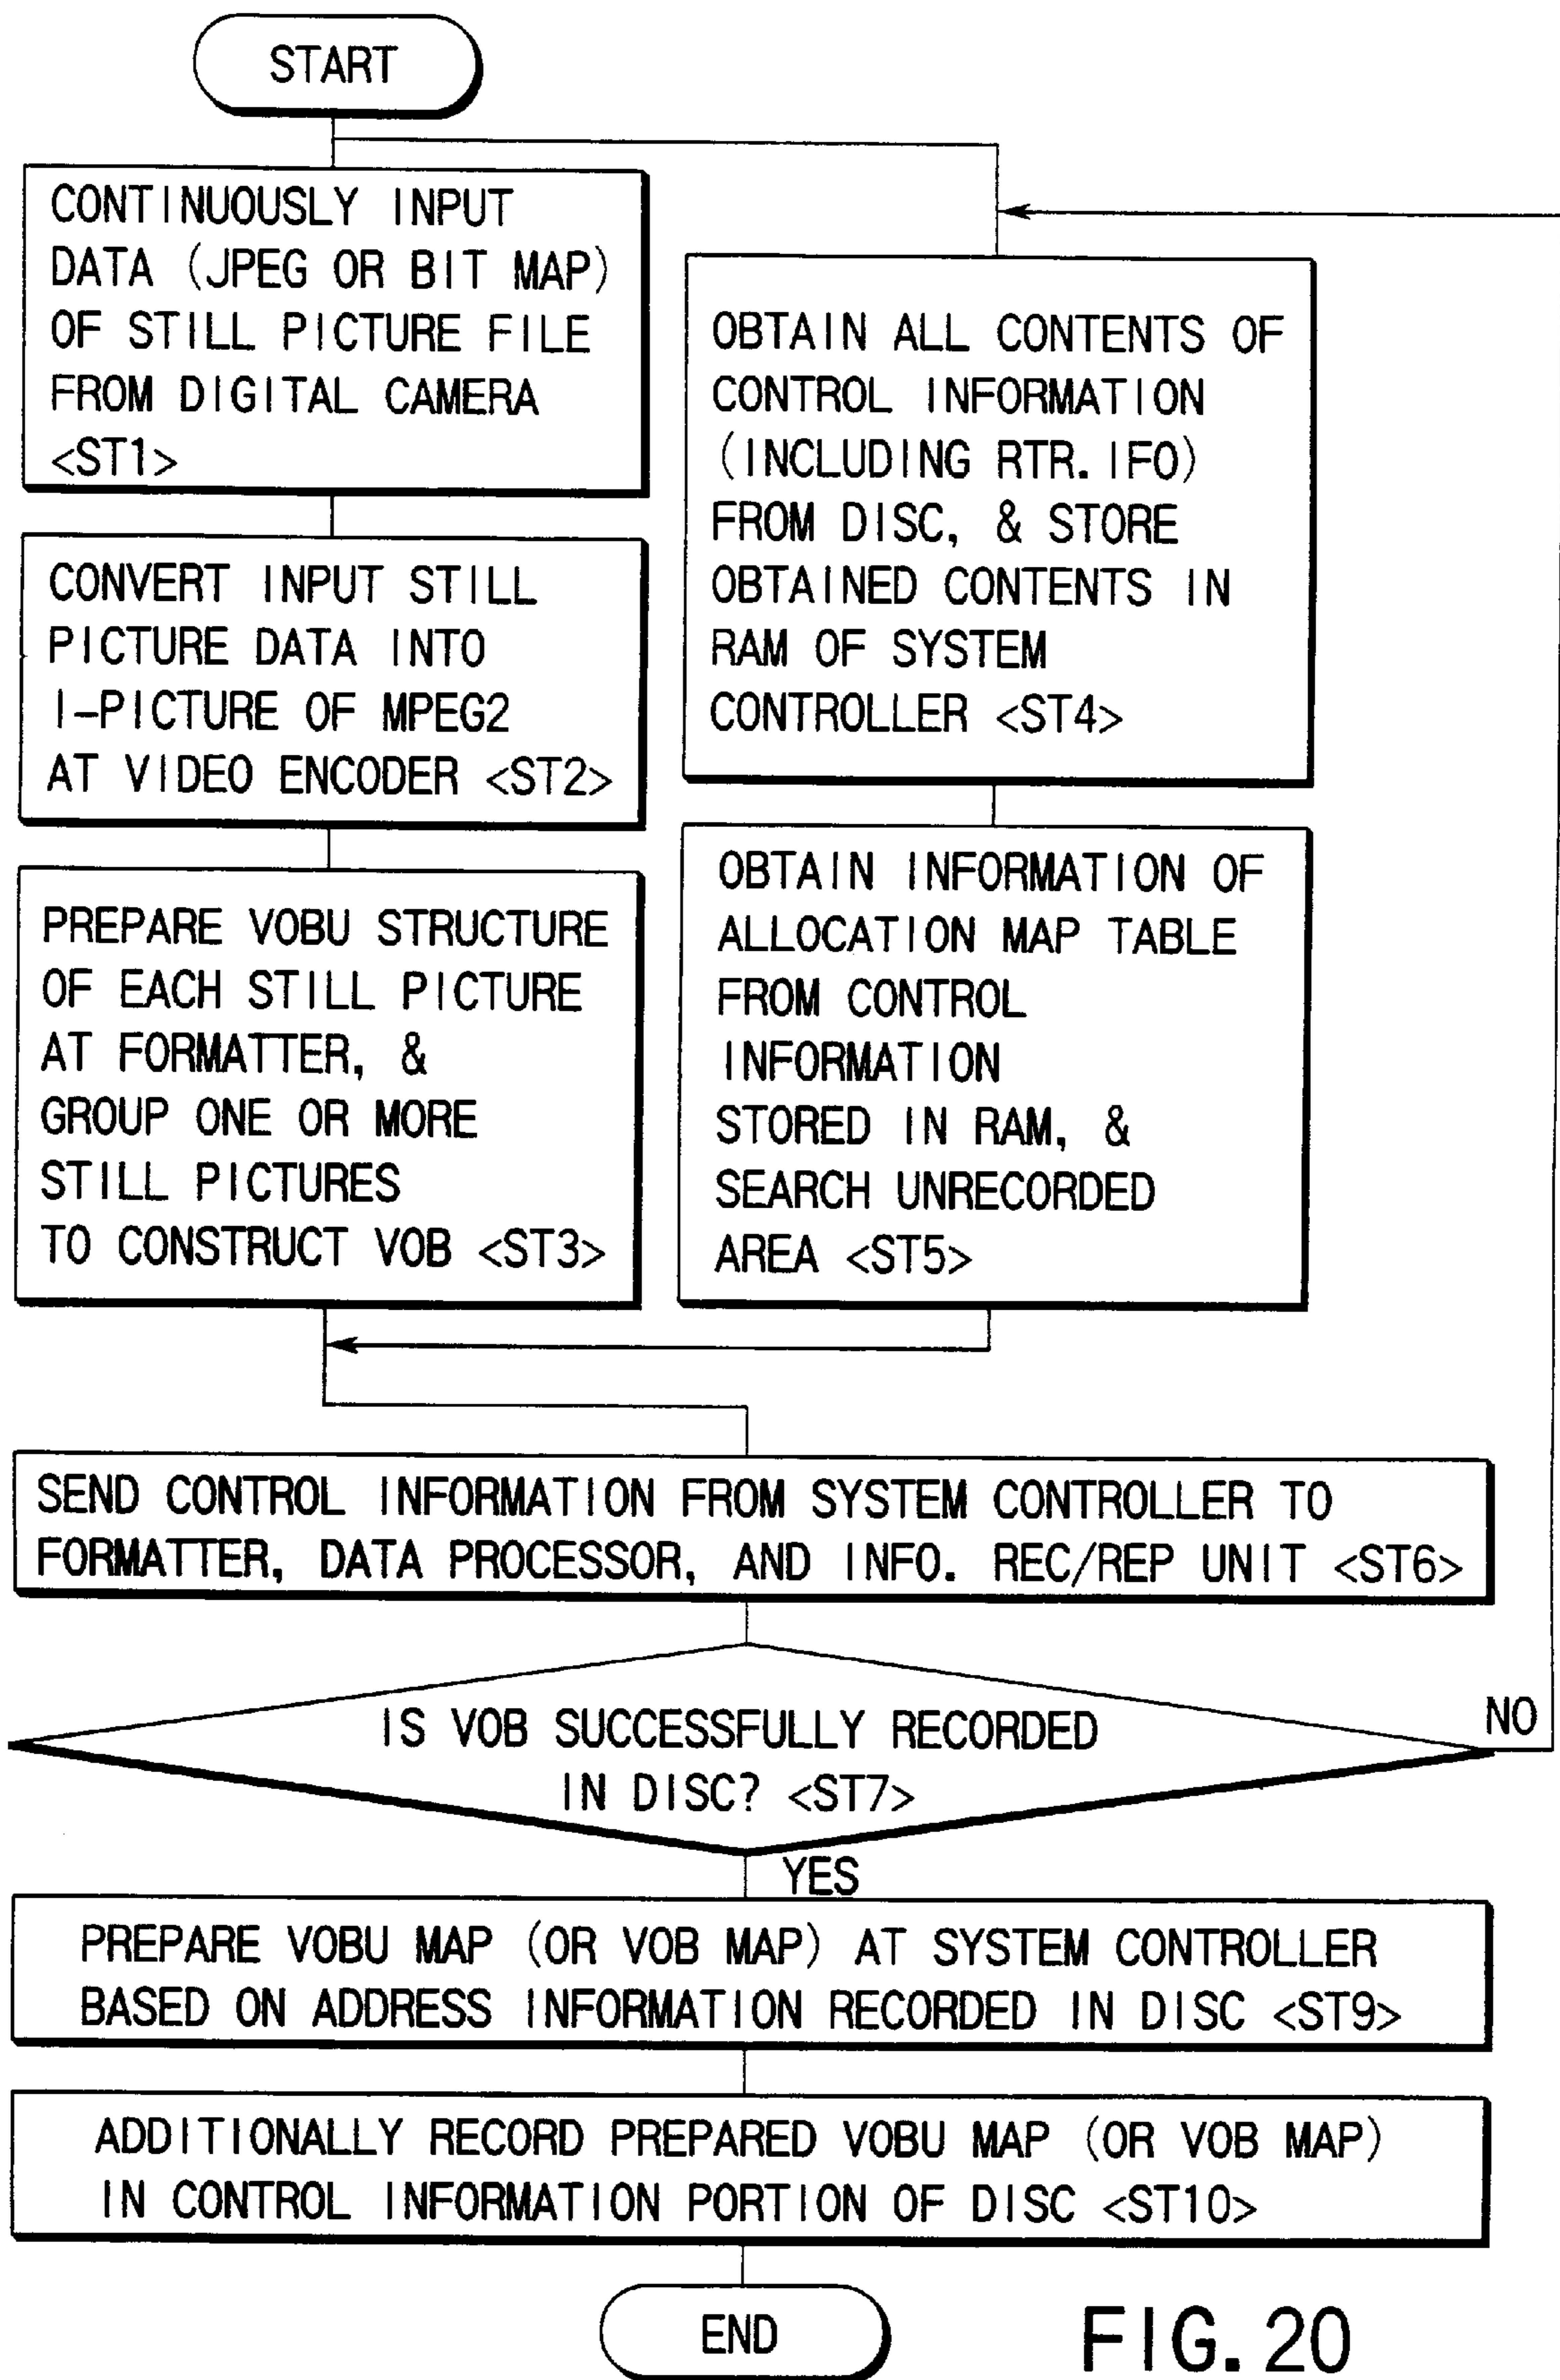 START
CONTINUOUSLY INPUT
DATA (JPEG OR BIT MAP)
OF STILL PICTURE FILE
FROM DIGITAL CAMERA
<ST1>
CONVERT INPUT STILL
PICTURE DATA INTO
I-PICTURE OF MPEG2
AT VIDEO ENCODER <ST2>
PREPARE VOBU STRUCTURE
OF EACH STILL PICTURE
AT FORMATTER, &
GROUP ONE OR MORE
STILL PICTURES
TO CONSTRUCT VOB <ST3>
OBTAIN ALL CONTENTS OF
CONTROL INFORMATION
(INCLUDING RTR.IFO)
FROM DISC, & STORE
OBTAINED CONTENTS IN
RAM OF SYSTEM
CONTROLLER <ST4>
OBTAIN INFORMATION OF
ALLOCATION MAP TABLE
FROM CONTROL
INFORMATION
STORED IN RAM, &
SEARCH UNRECORDED
AREA <ST5>
SEND CONTROL INFORMATION FROM SYSTEM CONTROLLER TO
FORMATTER, DATA PROCESSOR, AND INFO. REC/REP UNIT <ST6>
IS VOB SUCCESSFULLY RECORDED
IN DISC? <ST7>
NO
YES
PREPARE VOBU MAP (OR VOB MAP) AT SYSTEM CONTROLLER
BASED ON ADDRESS INFORMATION RECORDED IN DISC <ST9>
ADDITIONALLY RECORD PREPARED VOBU MAP (OR VOB MAP)
IN CONTROL INFORMATION PORTION OF DISC <ST10>
END
FIG. 20